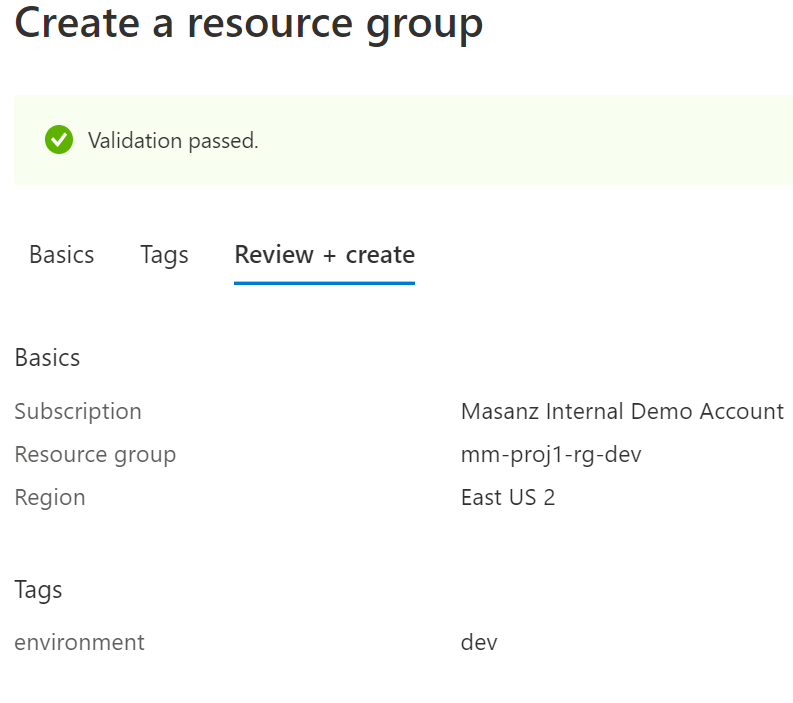 Create a resource group
Validation passed.
Basics Tags Review + create
Basics
Subscription Masanz Internal Demo Account
Resource group mm-proj1-rg-dev
Region East US 2
Tags
environment dev